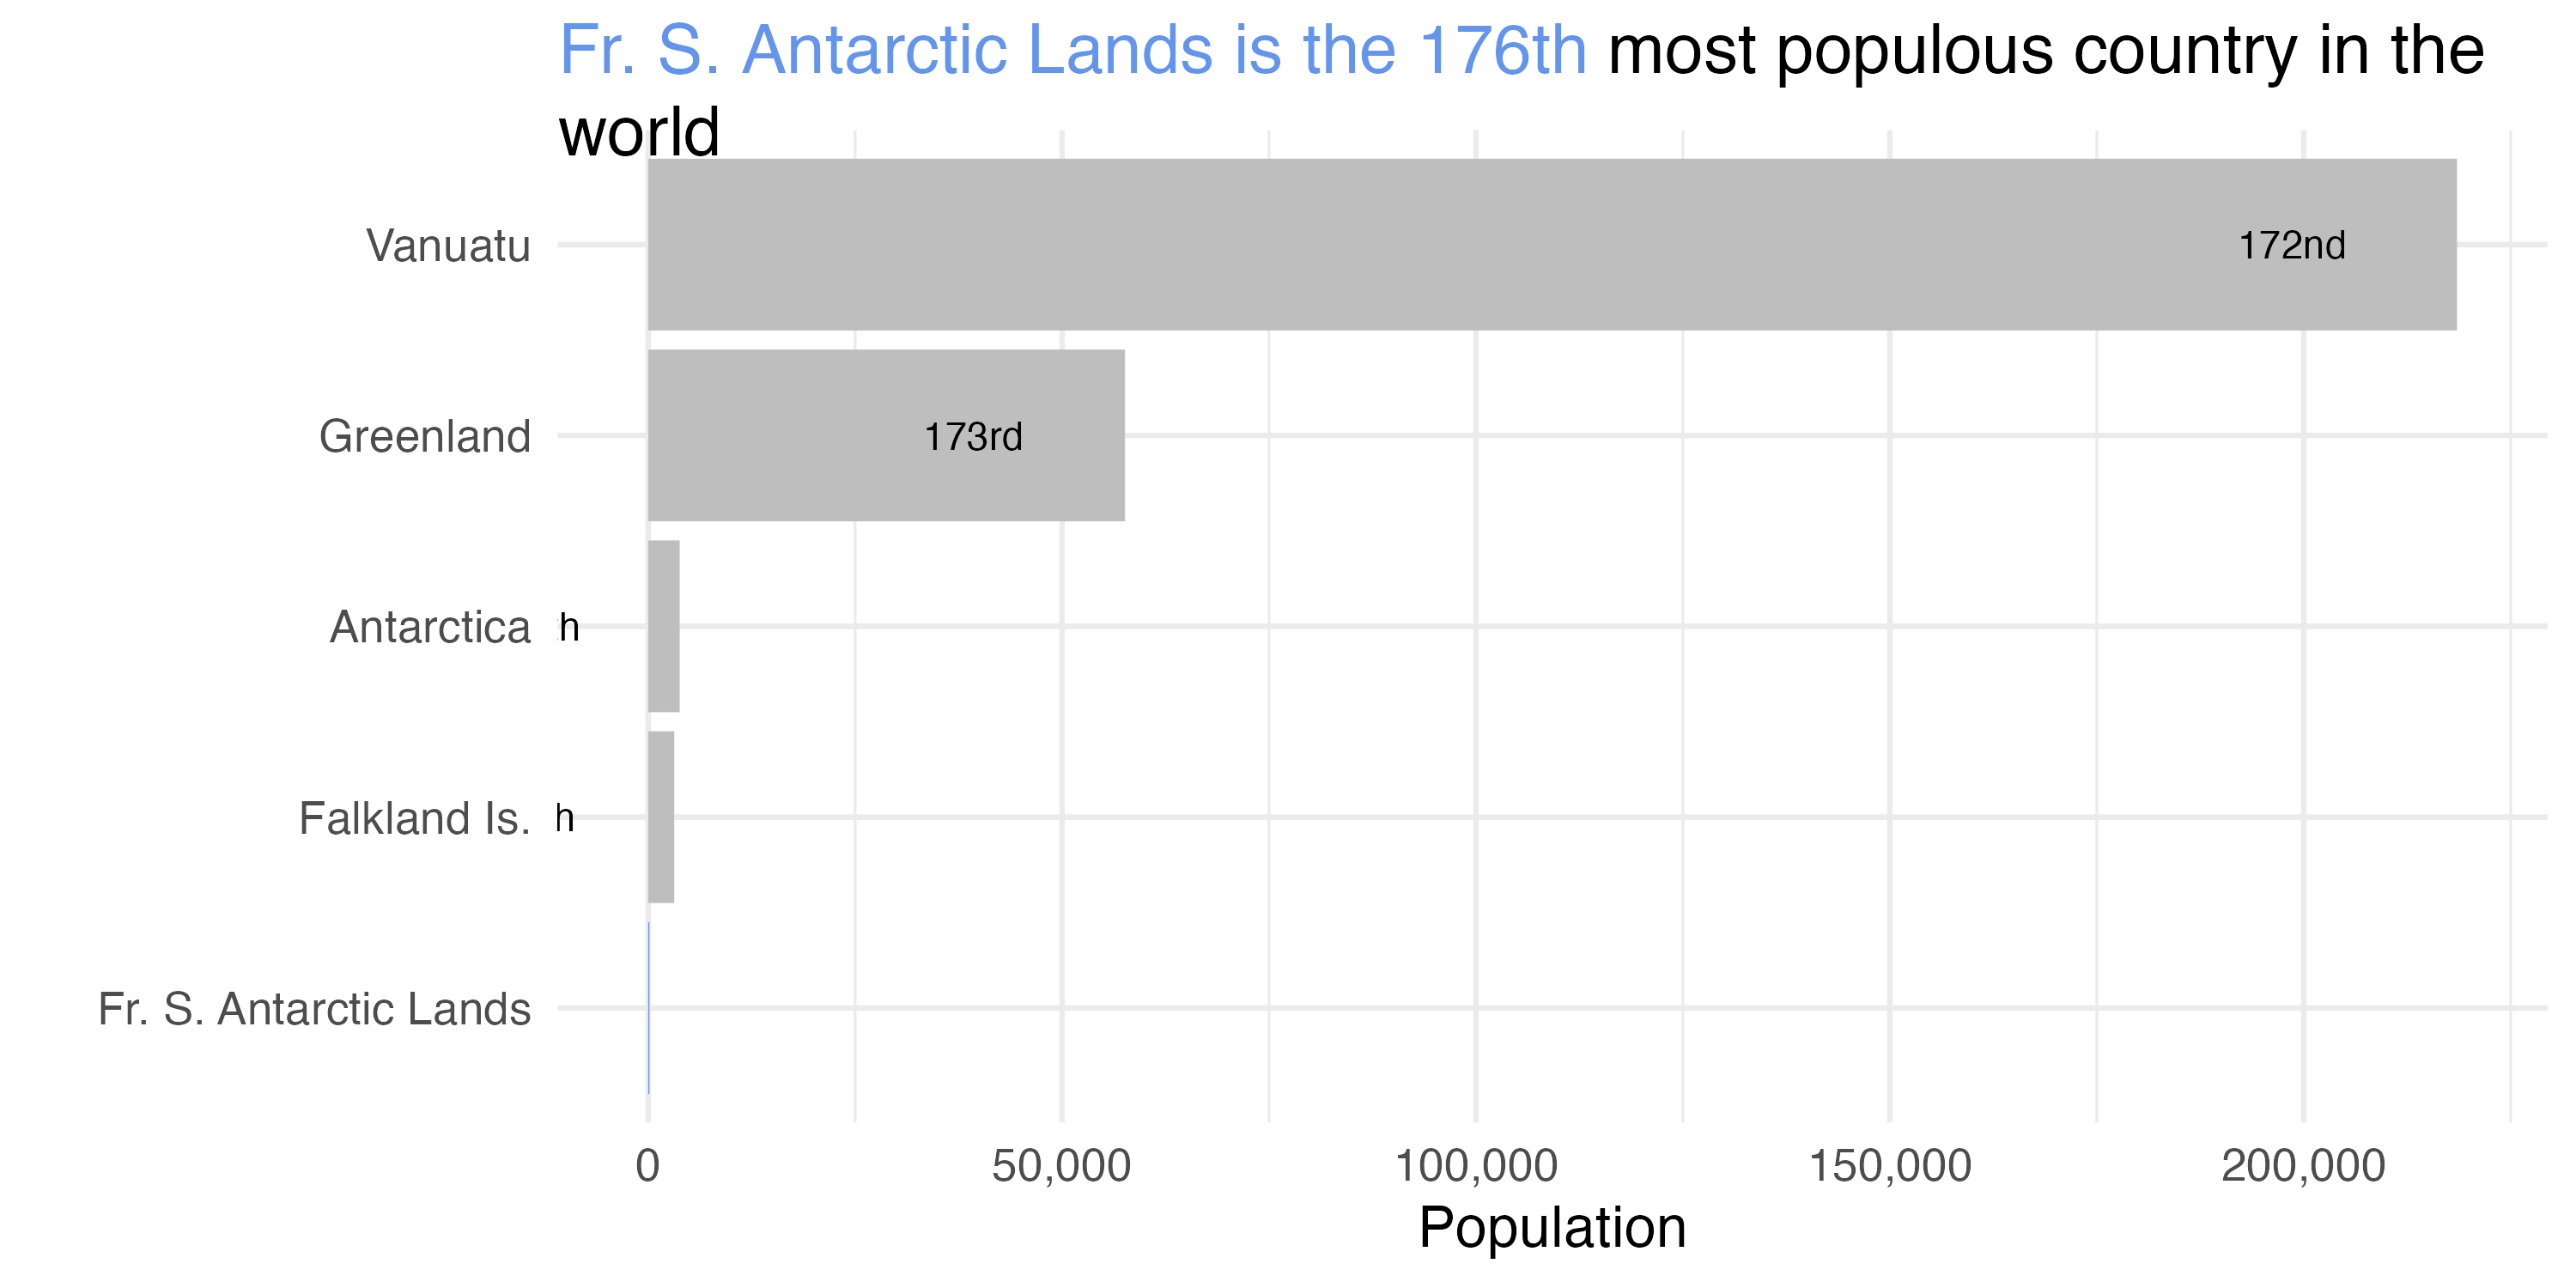 Fr. S. Antarctic Lands is the 176th most populous country in the
world
Vanuatu
172nd
Greenland
173rd
Antarctica
h
Falkland Is.
h
Fr. S. Antarctic Lands
0
50,000
100,000
150,000
200,000
Population